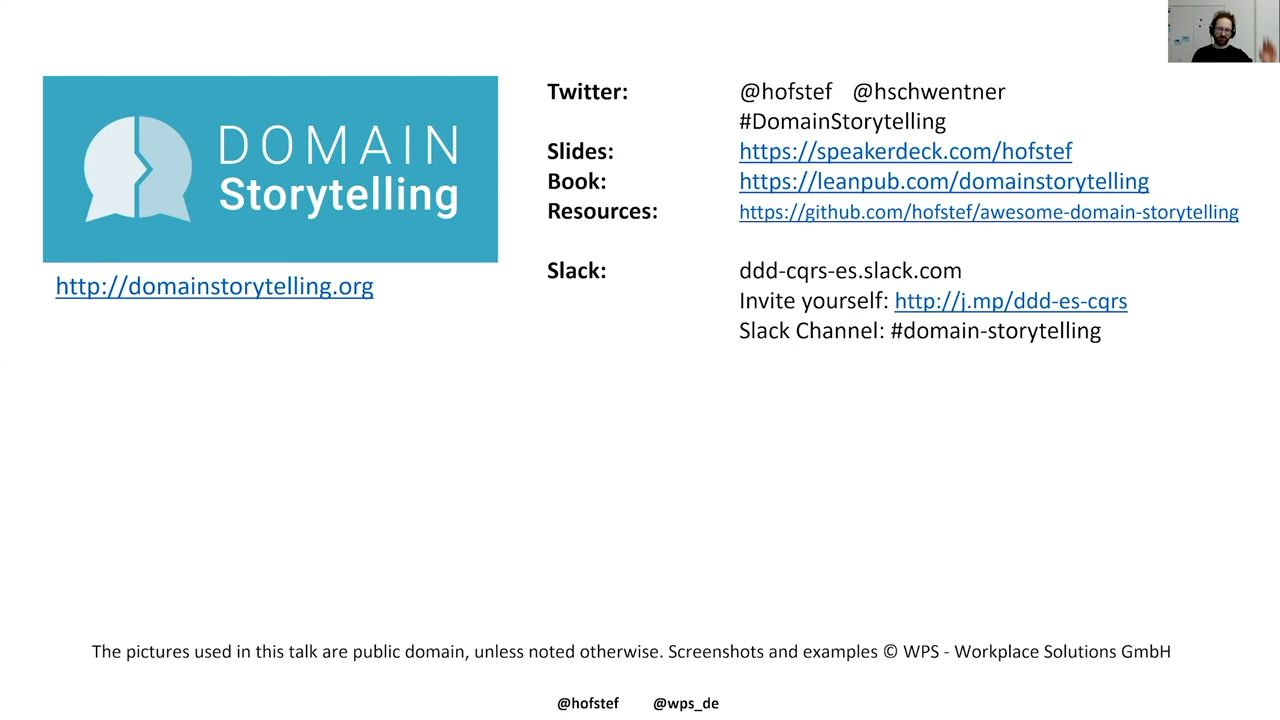 DOMAIN
Storytelling
http://domainstorytelling.org
Twitter: @hofstef @hschwentner
#DomainStorytelling
Slides: https://speakerdeck.com/hofstef
Book: https://leanpub.com/domainstorytelling
Resources: https://github.com/hofstef/awesome-domain-storytelling
Slack: ddd-cqrs-es.slack.com
Invite yourself: http://j.mp/ddd-es-cqrs
Slack Channel: #domain-storytelling
The pictures used in this talk are public domain, unless noted otherwise. Screenshots and examples © WPS - Workplace Solutions GmbH
@hofstef @wps_de